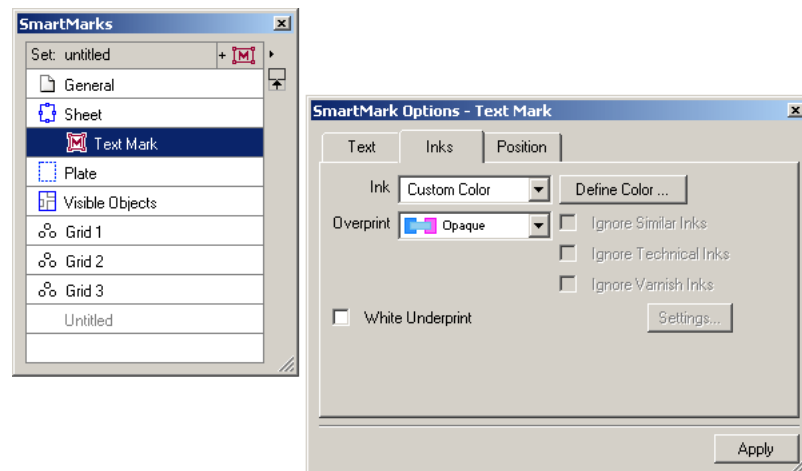 SmartMarks
Set: untitled
General
Sheet
Text Mark
Plate
Visible Objects
Grid 1
Grid 2
Grid 3
Untitled
SmartMark Options - Text Mark
Text Inks Position
Ink Custom Color Define Color ...
Overprint Opaque Ignore Similar Inks
Ignore Technical Inks
Ignore Varnish Inks
White Underprint Settings...
Apply